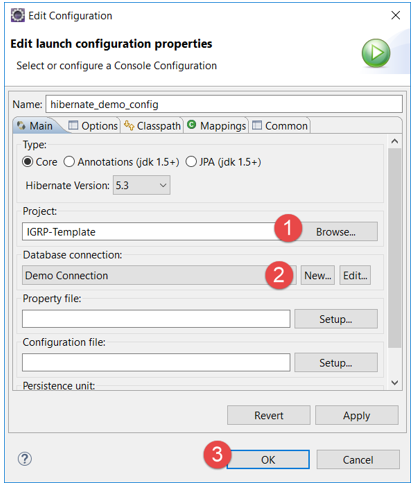 Edit Configuration
Edit launch configuration properties
Select or configure a Console Configuration
Name: hibernate_demo_config
Main Options Classpath Mappings Common
Type:
Core Annotations (jdk 1.5+) JPA (jdk 1.5+)
Hibernate Version: 5.3
Project:
IGRP-Template 1 Browse...
Database connection:
Demo Connection 2 New... Edit...
Property file:
Setup...
Configuration file:
Setup...
Persistence unit:
Revert Apply
? 3 OK Cancel